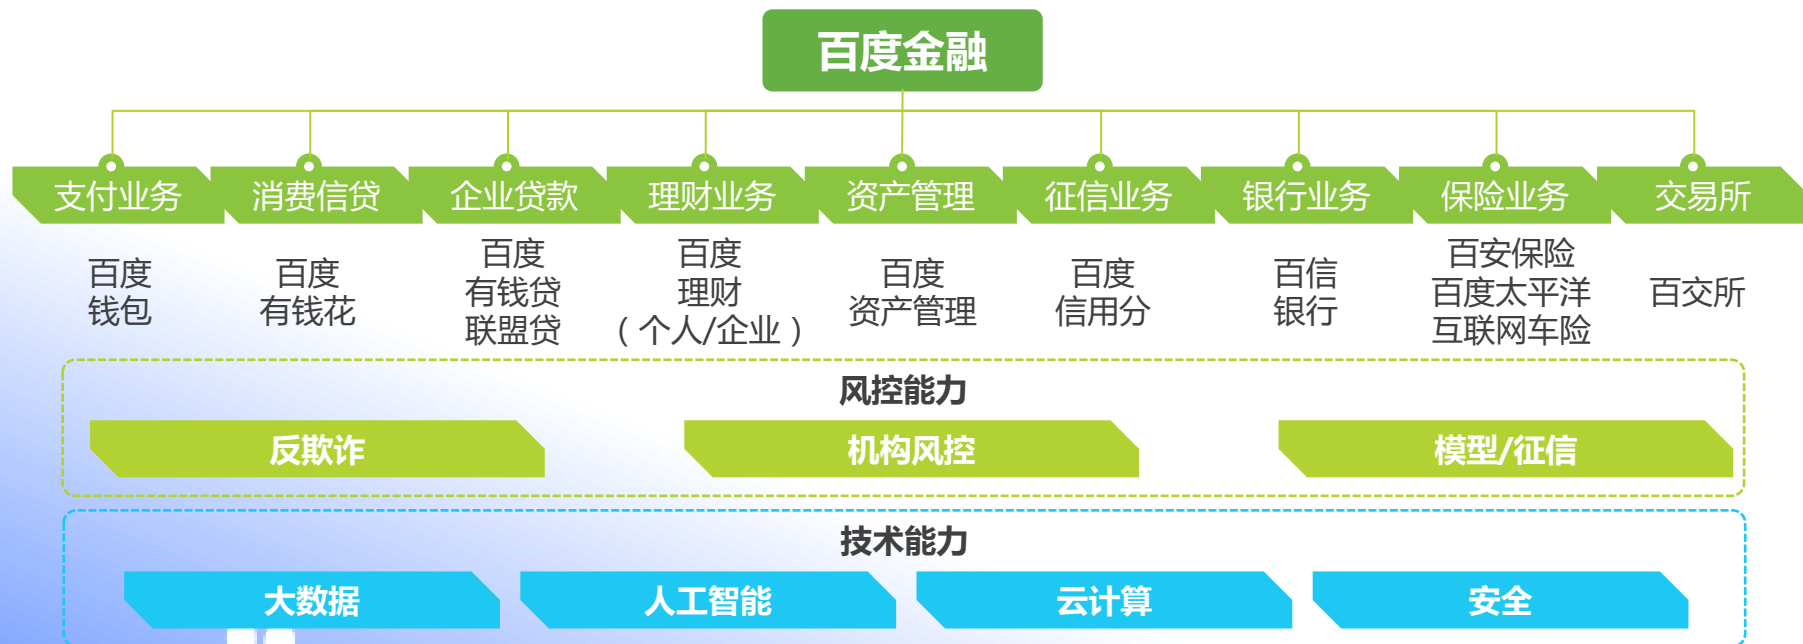 百度金融
支付业务
消费信贷
企业贷款
理财业务
资产管理
征信业务
银行业务
保险业务
交易所
百度
钱包
百度
有钱花
百度
有钱贷
联盟贷
百度
理财
（个人/企业）
百度
资产管理
百度
信用分
百信
银行
百安保险
百度太平洋
互联网车险
百交所
风控能力
反欺诈
机构风控
模型/征信
技术能力
大数据
人工智能
云计算
安全